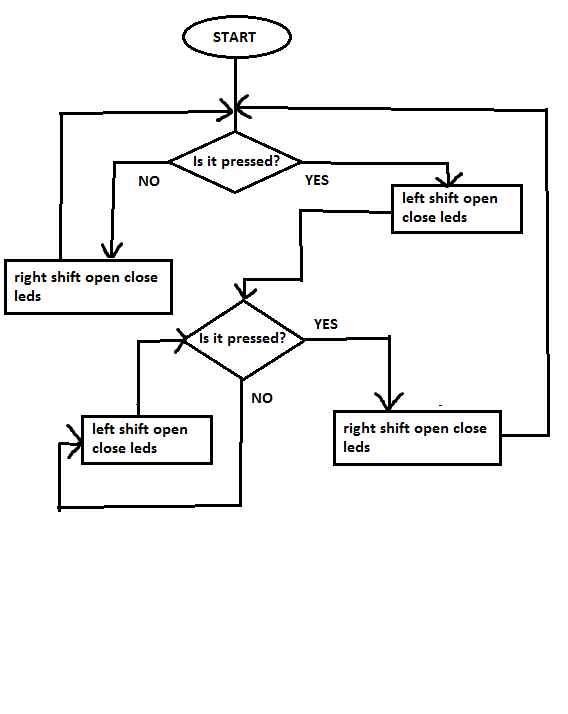 START
Is it pressed?
NO
YES
left shift open
close leds
right shift open close
leds
Is it pressed?
YES
NO
left shift open
close leds
right shift open close
leds